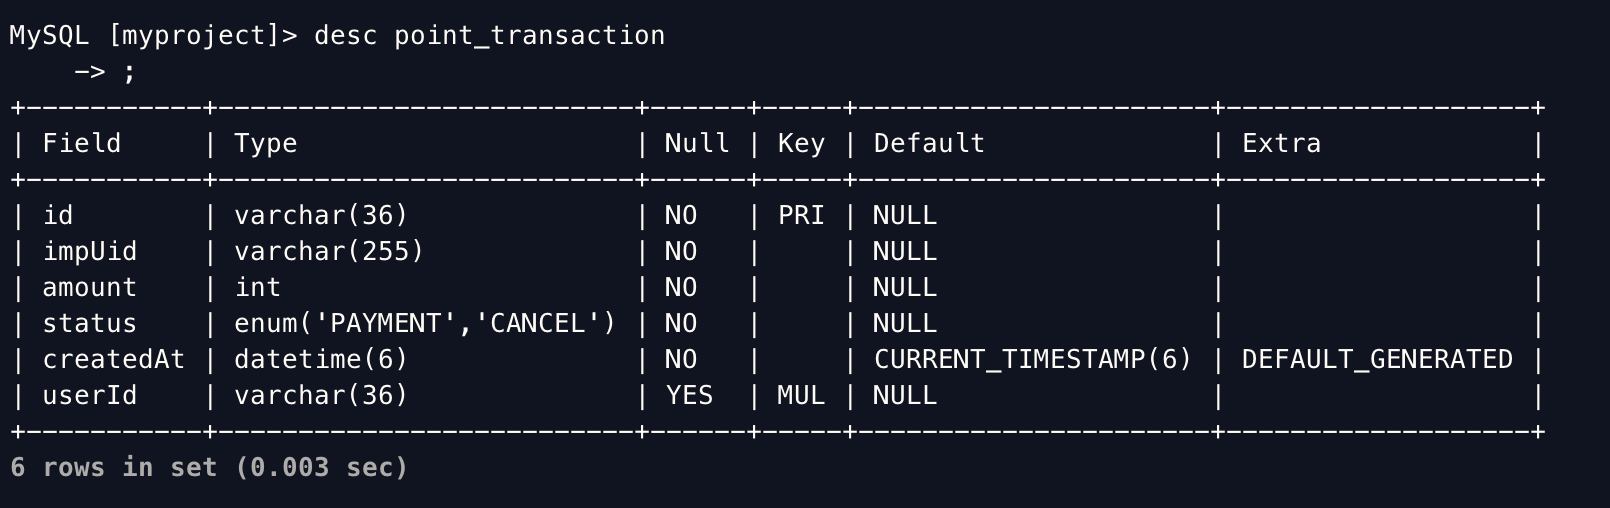 MySQL [myproject]> desc point_transaction
    -> ;
+-----------+--------------------------+------+-----+----------------------+-------------------+
| Field     | Type                     | Null | Key | Default              | Extra             |
+-----------+--------------------------+------+-----+----------------------+-------------------+
| id        | varchar(36)              | NO   | PRI | NULL                 |                   |
| impUid    | varchar(255)             | NO   |     | NULL                 |                   |
| amount    | int                      | NO   |     | NULL                 |                   |
| status    | enum('PAYMENT','CANCEL') | NO   |     | NULL                 |                   |
| createdAt | datetime(6)              | NO   |     | CURRENT_TIMESTAMP(6) | DEFAULT_GENERATED |
| userId    | varchar(36)              | YES  | MUL | NULL                 |                   |
+-----------+--------------------------+------+-----+----------------------+-------------------+
6 rows in set (0.003 sec)